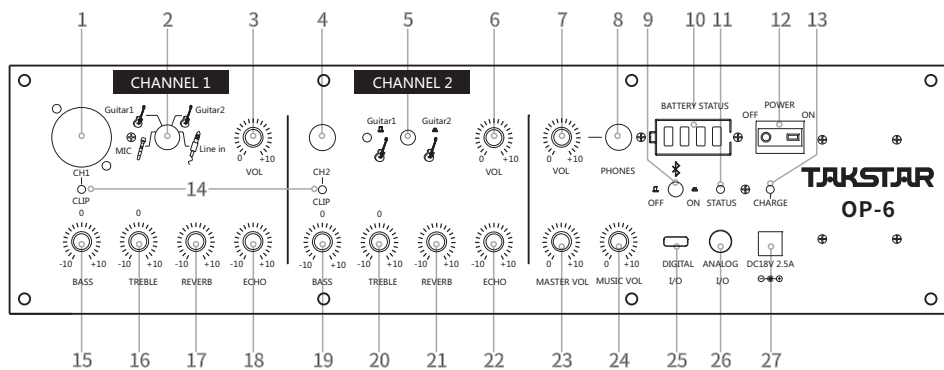 1 2 3 4 5 6 7 8 9 10 11 12 13
CHANNEL 1 CHANNEL 2
BATTERY STATUS POWER
Guitar1 Guitar2 Guitar1 Guitar2 OFF ON
MIC Line in
0 +10 0 +10 0 +10
VOL VOL VOL PHONES
CH1 CH2
14
CLIP CLIP OFF ON STATUS CHARGE
TAKSTAR
OP-6
0 0 0 0
-10 +10 -10 +10 -10 +10 -10 +10 -10 +10 -10 +10 -10 +10 -10 +10 0 +10 0 +10
BASS TREBLE REVERB ECHO BASS TREBLE REVERB ECHO MASTER VOL MUSIC VOL
DIGITAL ANALOG DC18V 2.5A
I/O I/O
15 16 17 18 19 20 21 22 23 24 25 26 27